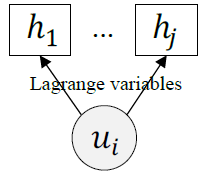 h1 ... hj
Lagrange variables
ui